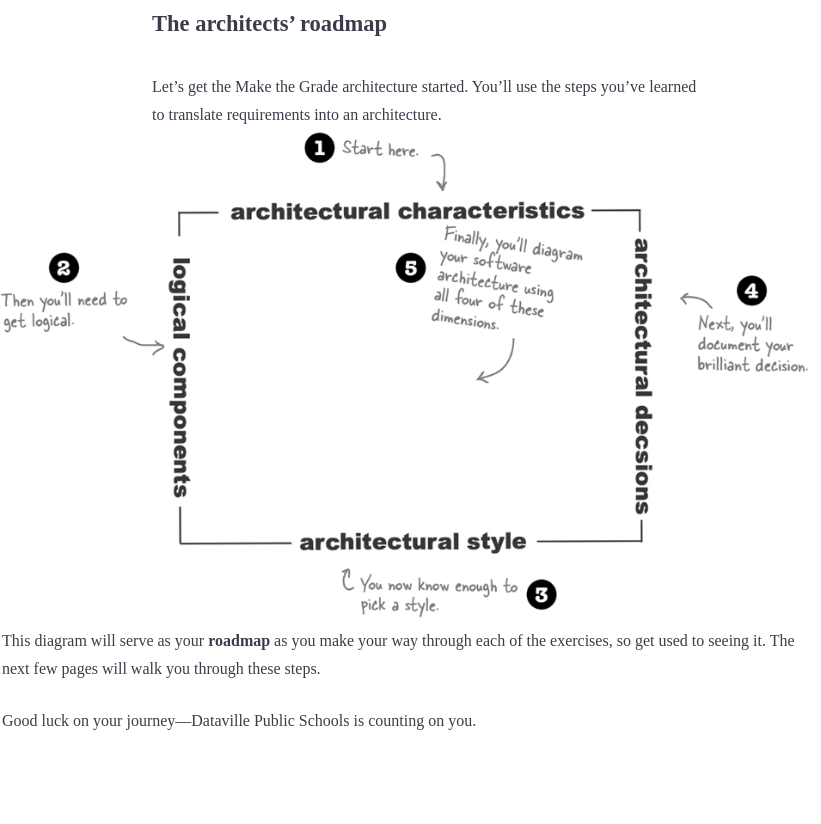 The architects’ roadmap
Let’s get the Make the Grade architecture started. You’ll use the steps you’ve learned
to translate requirements into an architecture.
1 Start here.
architectural characteristics
2
Then you'll need to
get logical.
logical components
5 Finally, you'll diagram
your software
architecture using
all four of these
dimensions.
architectural decsions
4
Next, you'll
document your
brilliant decision.
architectural style
You now know enough to
pick a style.
3
This diagram will serve as your roadmap as you make your way through each of the exercises, so get used to seeing it. The
next few pages will walk you through these steps.
Good luck on your journey—Dataville Public Schools is counting on you.